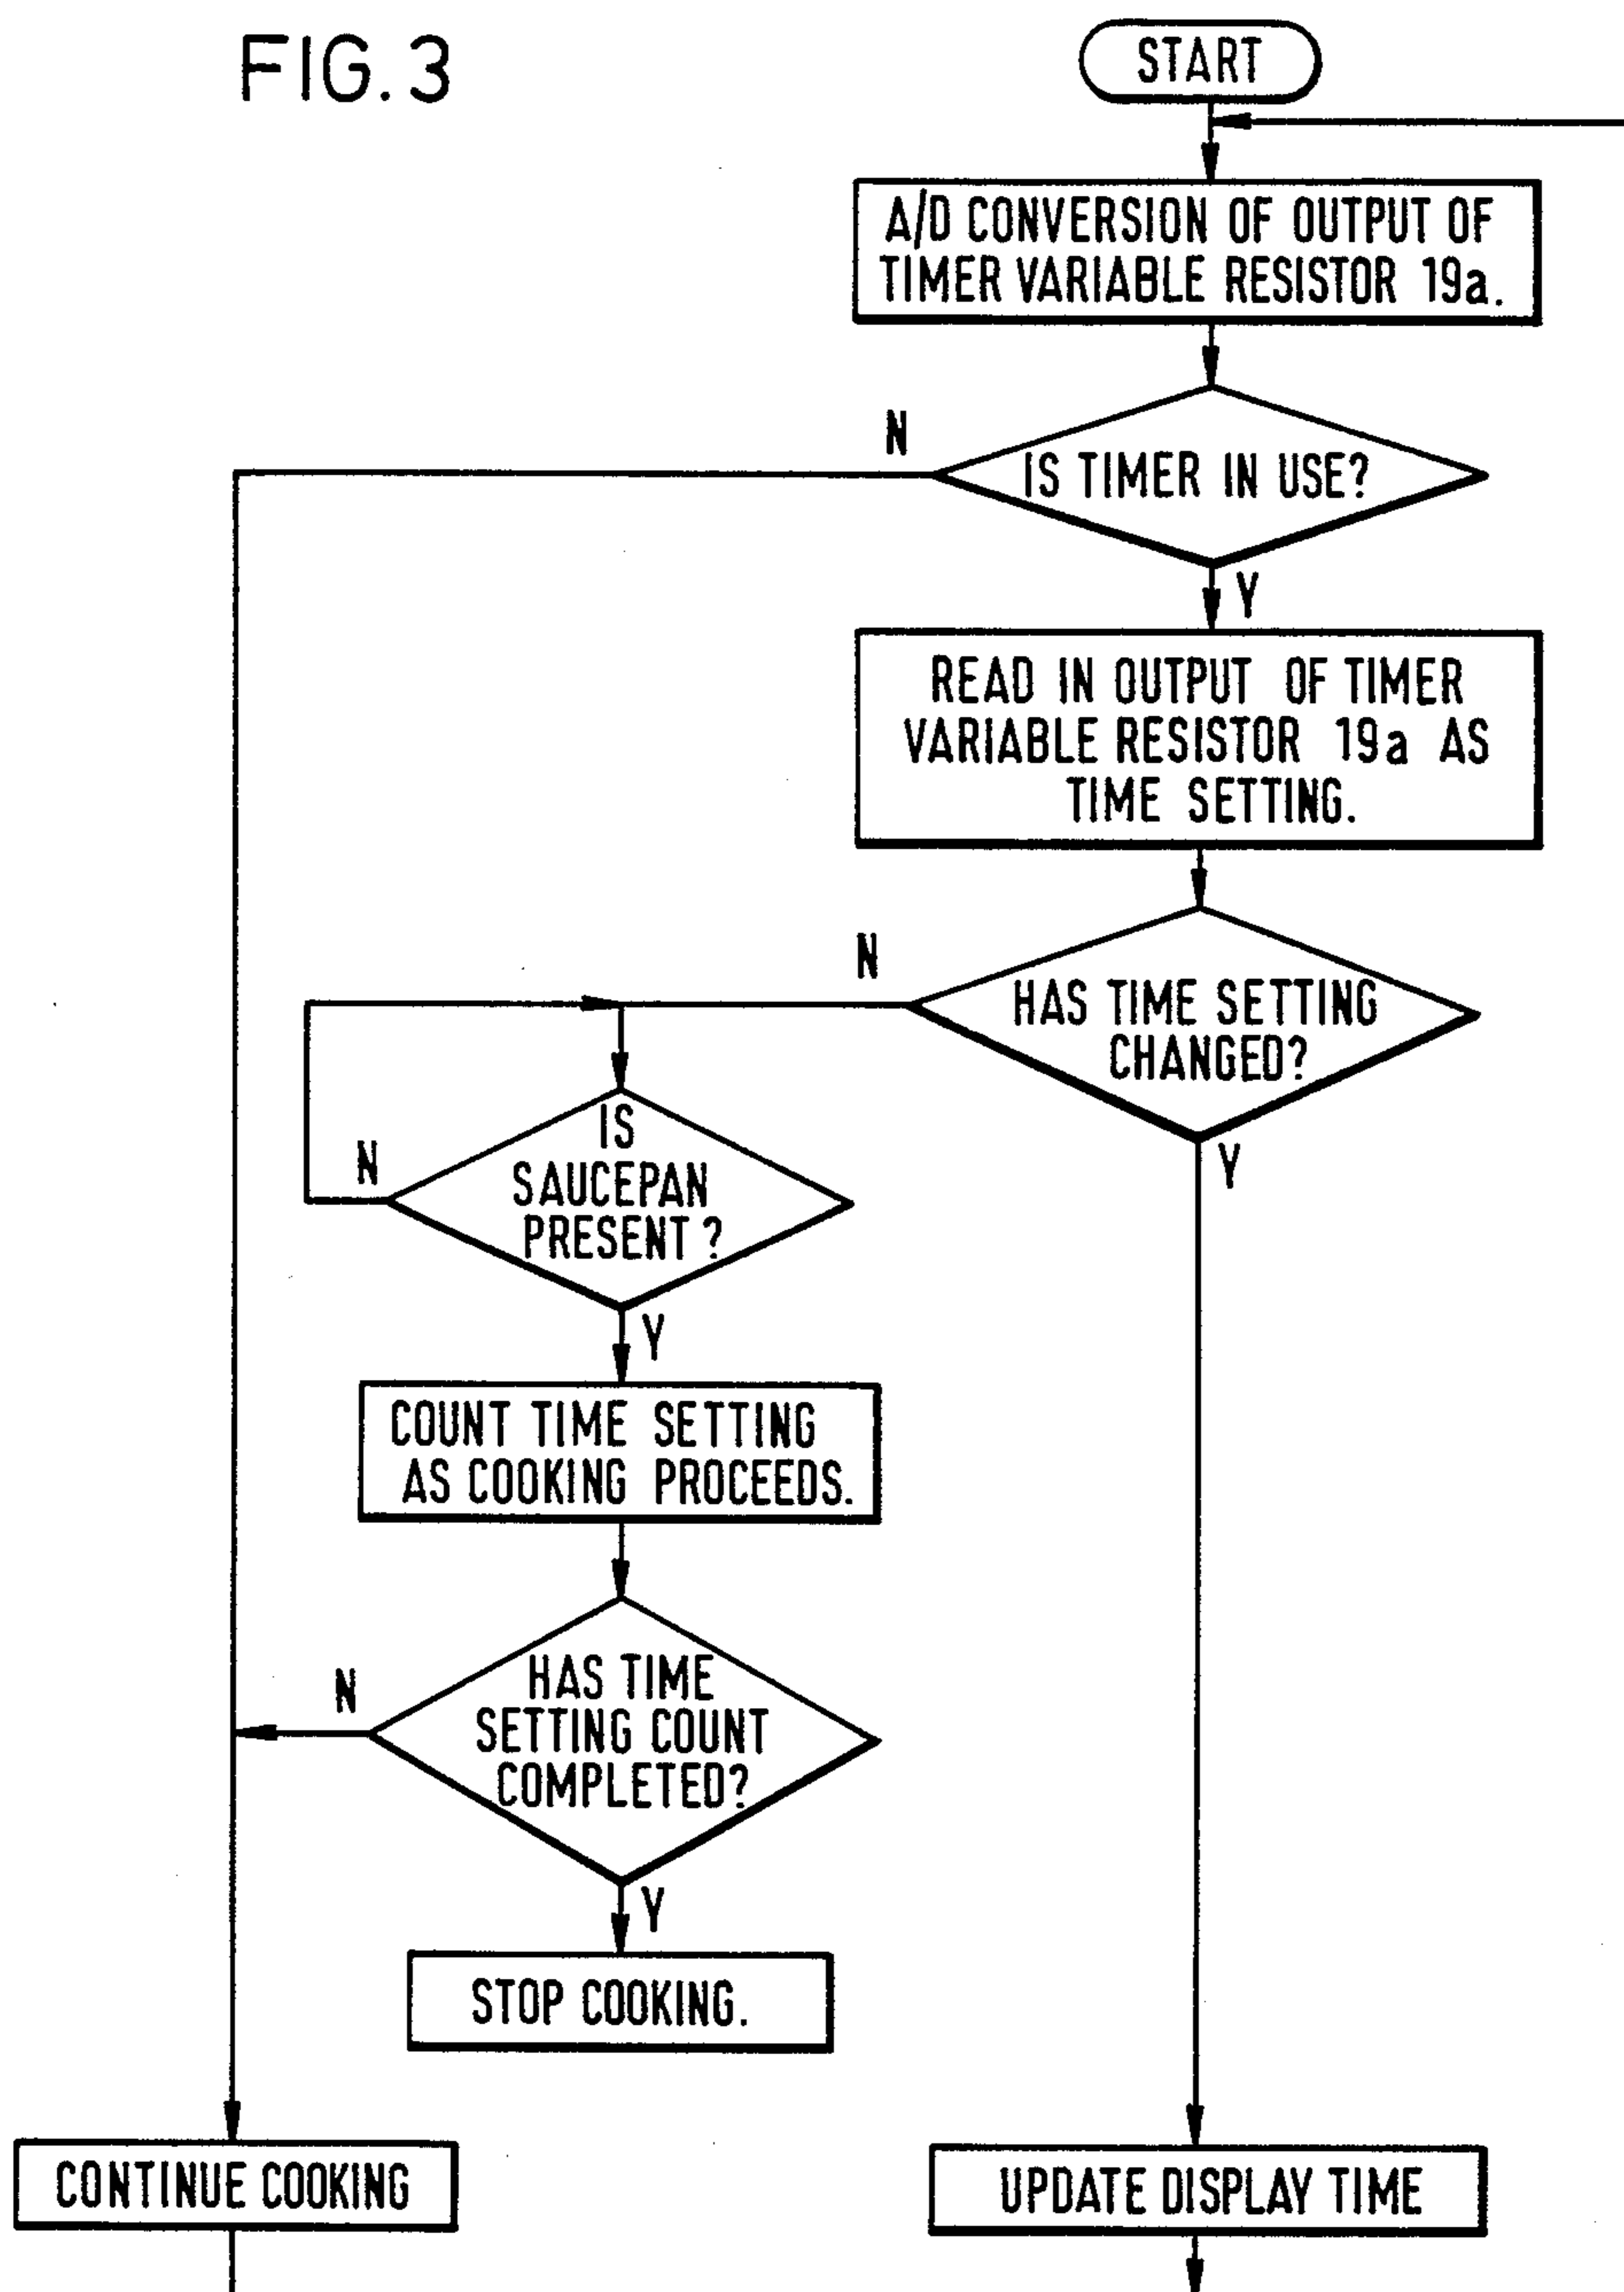 FIG. 3
START
A/D CONVERSION OF OUTPUT OF
TIMER VARIABLE RESISTOR 19a.
N
IS TIMER IN USE?
Y
READ IN OUTPUT OF TIMER
VARIABLE RESISTOR 19a AS
TIME SETTING.
N
HAS TIME SETTING
CHANGED?
Y
IS
SAUCEPAN
PRESENT?
N
Y
COUNT TIME SETTING
AS COOKING PROCEEDS.
HAS TIME
SETTING COUNT
COMPLETED?
N
Y
STOP COOKING.
CONTINUE COOKING
UPDATE DISPLAY TIME